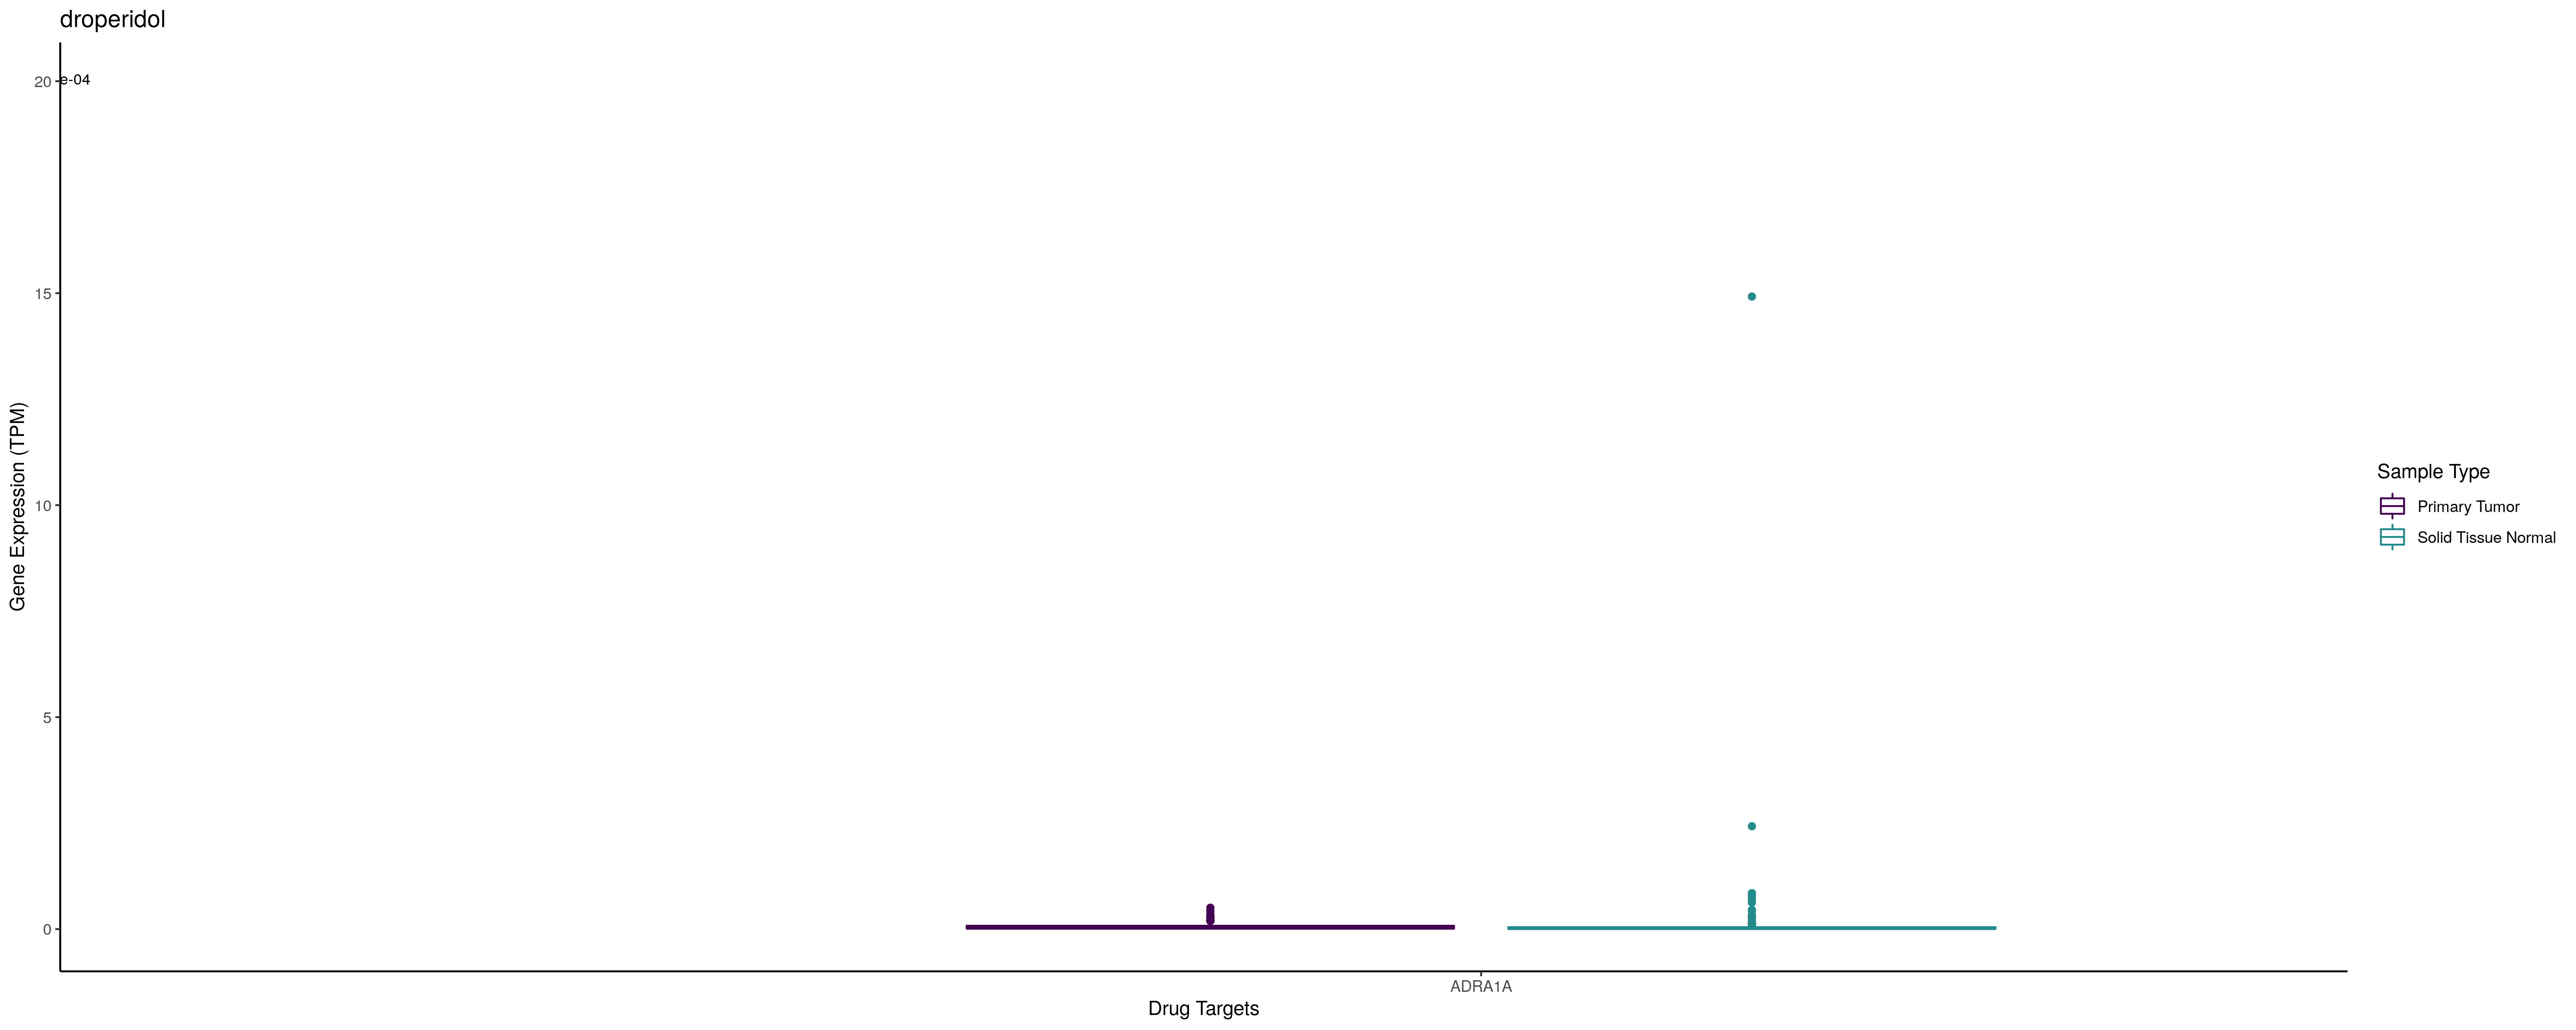 droperidol
20
e-04
15
10
5
0
Gene Expression (TPM)
ADRA1A
Drug Targets
Sample Type
Primary Tumor
Solid Tissue Normal